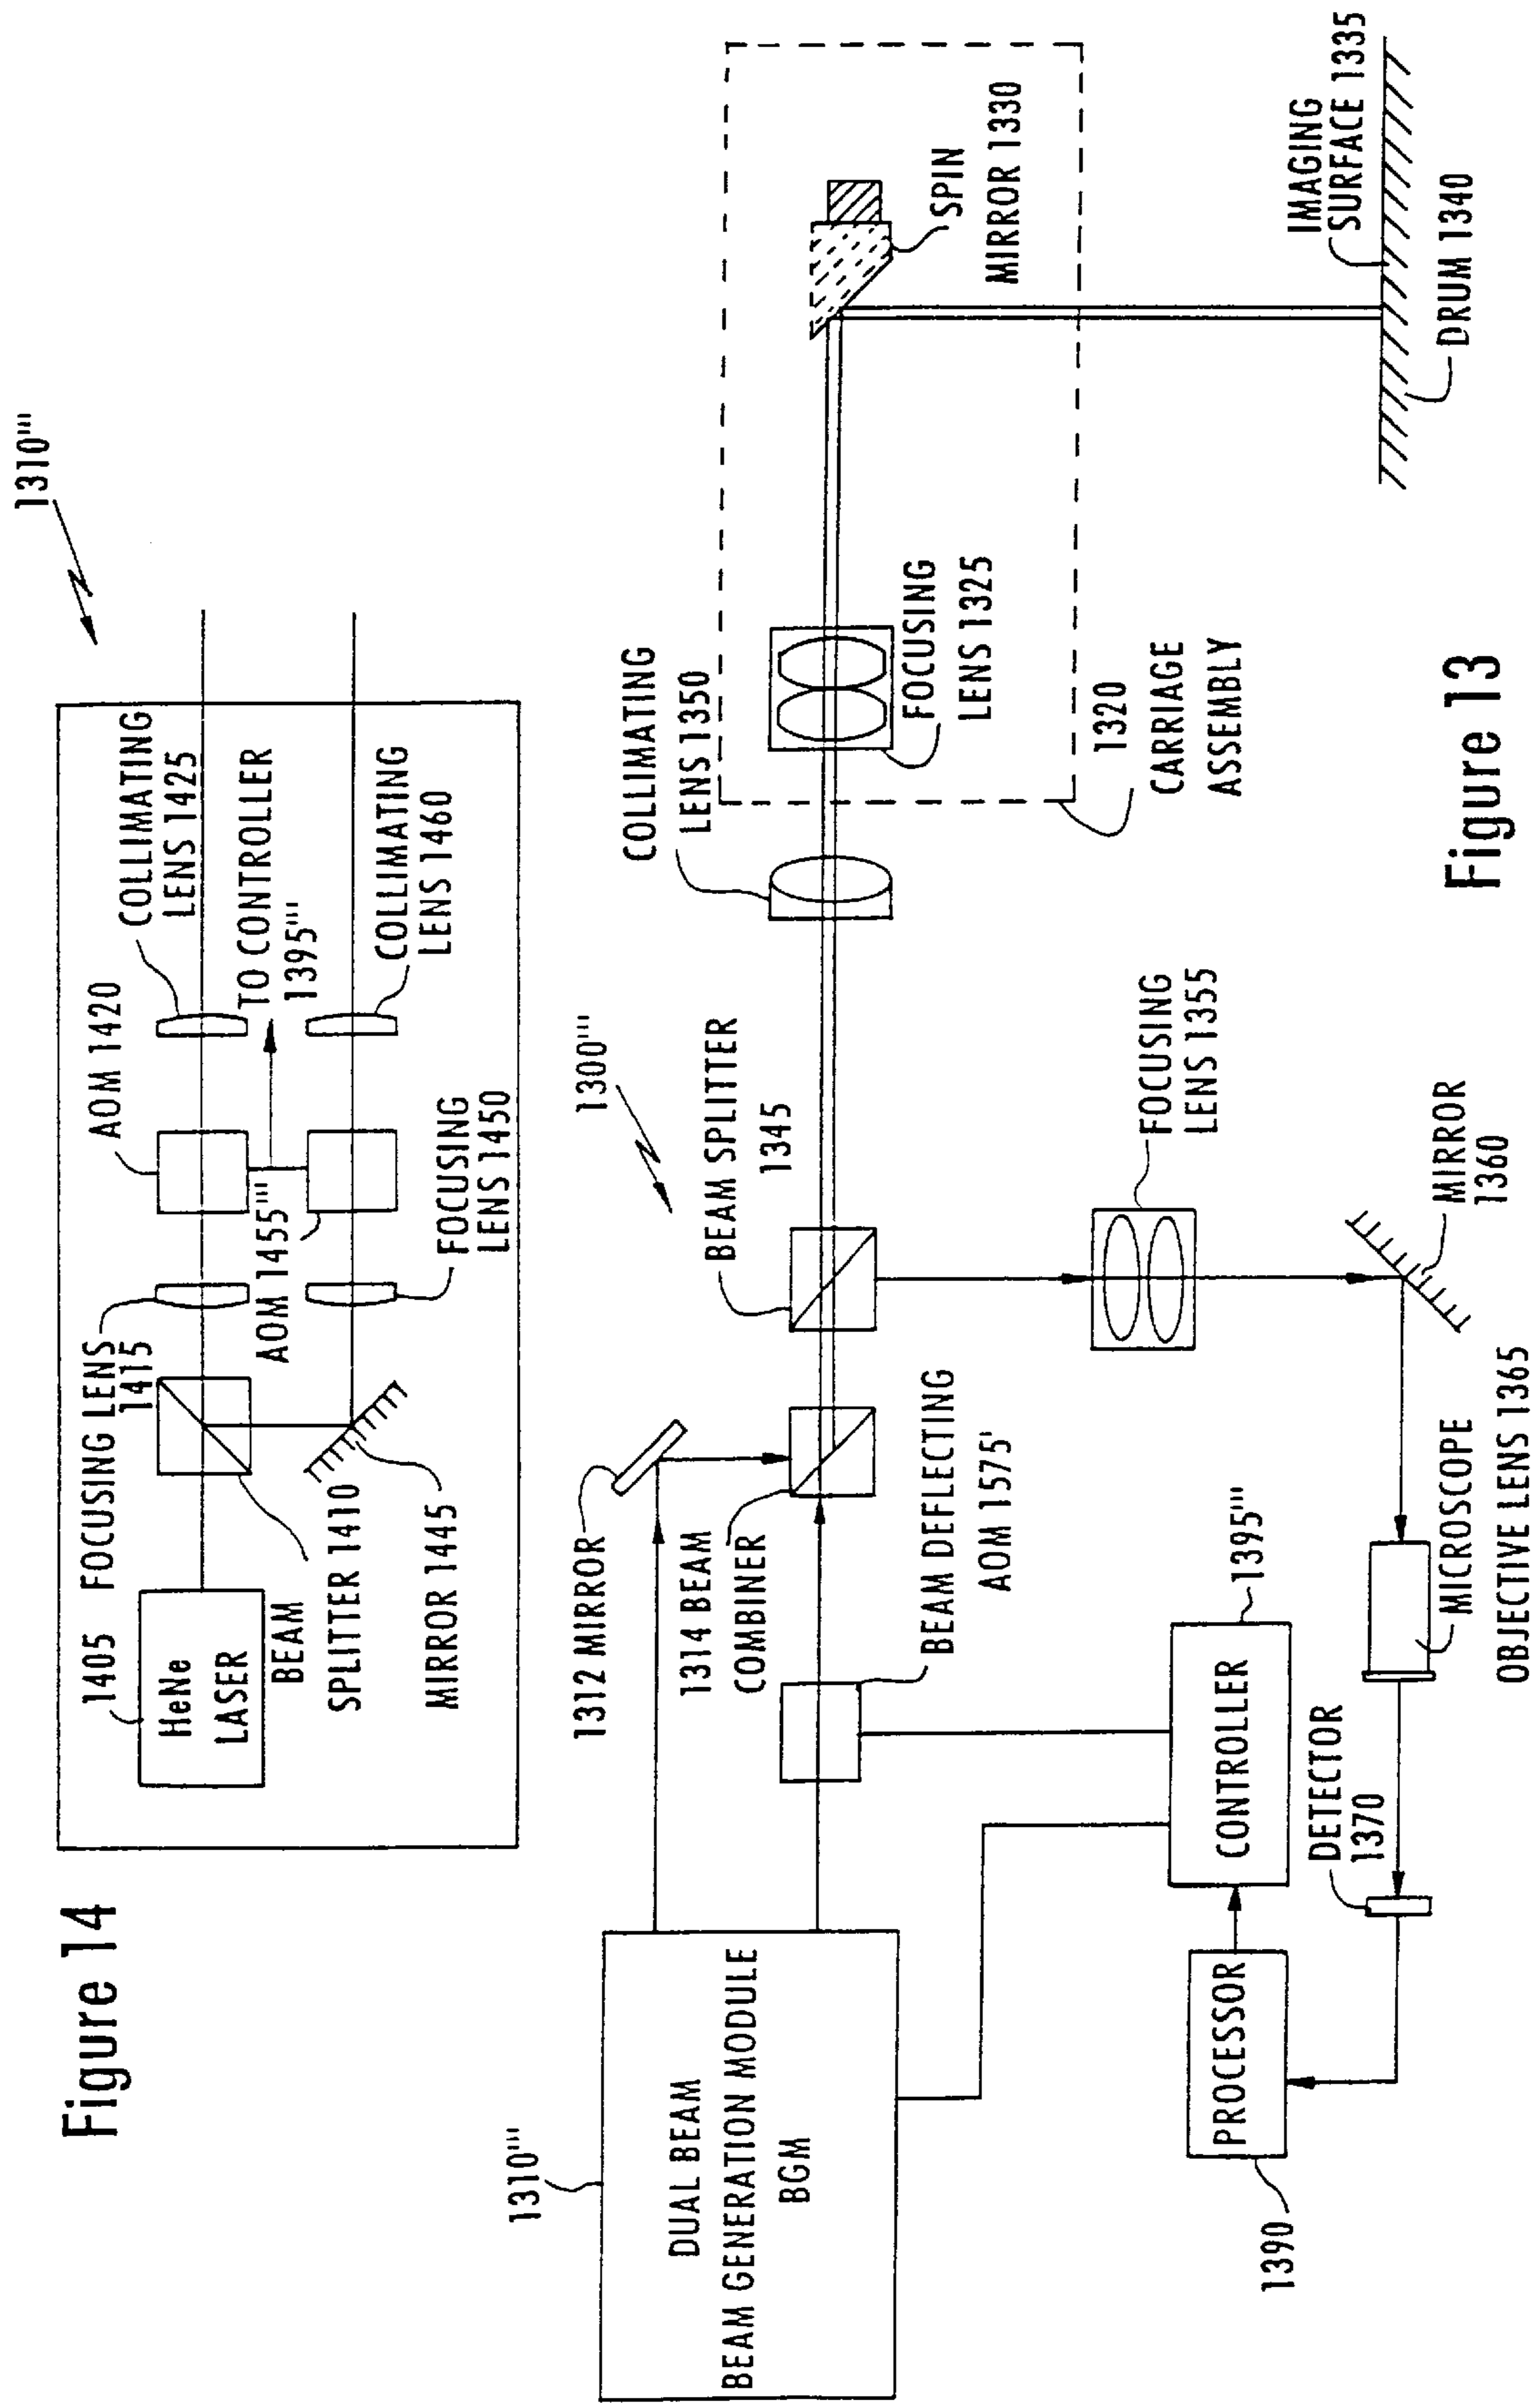 Figure 14
1310'''
1405
HeNe
LASER
FOCUSING LENS
1415
BEAM
SPLITTER 1410
MIRROR 1445
AOM 1420
AOM 1455'''
FOCUSING
LENS 1450
COLLIMATING
LENS 1425
TO CONTROLLER
1395'''
COLLIMATING
LENS 1460
1310'''
DUAL BEAM
BEAM GENERATION MODULE
BGM
1312 MIRROR
1314 BEAM
COMBINER
BEAM DEFLECTING
AOM 1575'
1300'''
BEAM SPLITTER
1345
COLLIMATING
LENS 1350
FOCUSING
LENS 1325
1320
CARRIAGE
ASSEMBLY
SPIN
MIRROR 1330
IMAGING
SURFACE 1335
DRUM 1340
FOCUSING
LENS 1355
MIRROR
1360
MICROSCOPE
OBJECTIVE LENS 1365
DETECTOR
1370
CONTROLLER
1395'''
PROCESSOR
1390
Figure 13